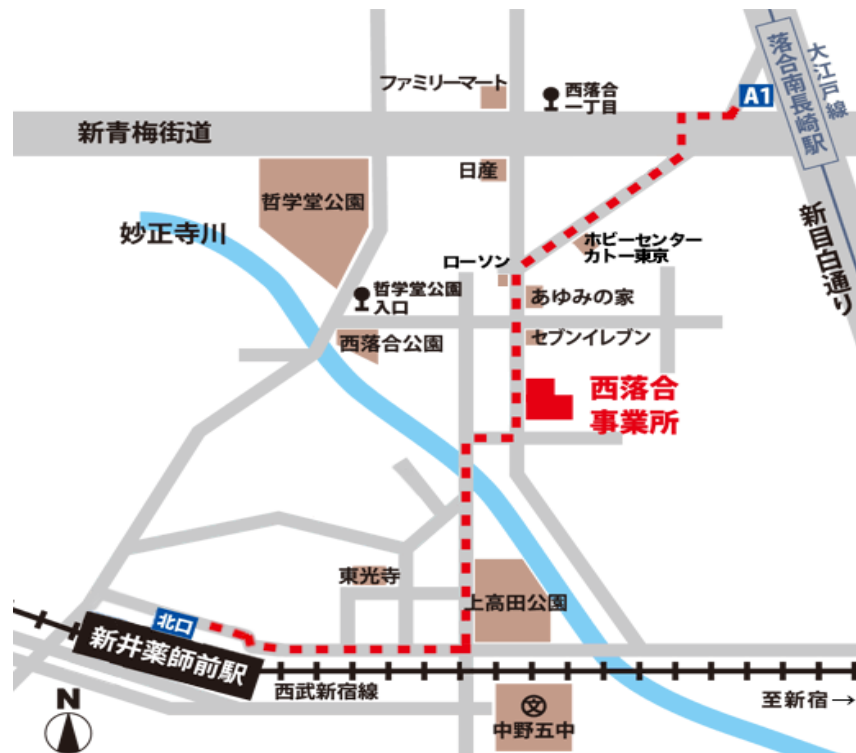 ファミリーマート
西落合
一丁目
A1
大江戸線
落合南長崎駅
新青梅街道
日産
哲学堂公園
妙正寺川
ホビーセンター
カトー東京
新目白通り
ローソン
哲学堂公園
入口
あゆみの家
西落合公園
セブンイレブン
西落合
事業所
東光寺
上高田公園
北口
新井薬師前駅
西武新宿線
至新宿→
N
文
中野五中